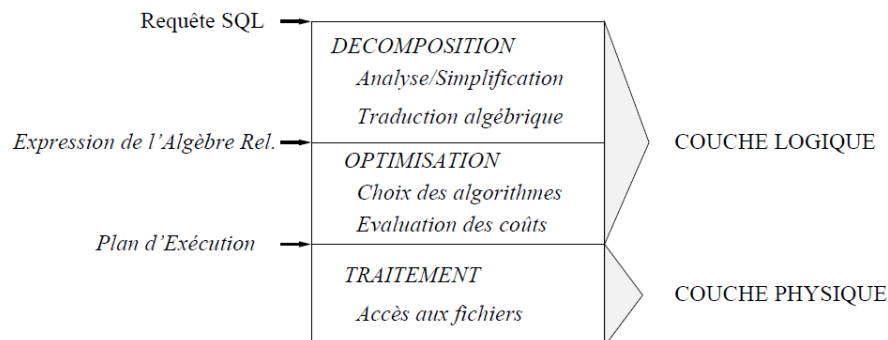 Requête SQL
DECOMPOSITION
Analyse/Simplification
Traduction algébrique
Expression de l'Algèbre Rel.
COUCHE LOGIQUE
OPTIMISATION
Choix des algorithmes
Evaluation des coûts
Plan d'Exécution
TRAITEMENT
Accès aux fichiers
COUCHE PHYSIQUE